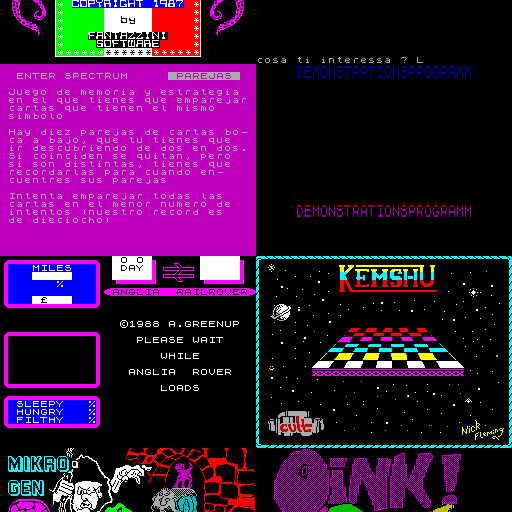 COPYRIGHT 1987
by
FANTAZZINI
SOFTWARE
cosa ti interessa ? L
DEMONSTRATIONSPROGRAMM
DEMONSTRATIONSPROGRAMM
ENTER SPECTRUM PAREJAS
Juego de memoria y estrategia
en el que tienes que emparejar
cartas que tienen el mismo
simbolo
Hay diez parejas de cartas bo-
ca a bajo, que tu tienes que
ir descubriendo de dos en dos.
Si coinciden se quitan, pero
si son distintas, tienes que
recordarlas para cuando en-
cuentres sus parejas
Intenta emparejar todas las
cartas en el menor numero de
intentos (nuestro record es
de dieciocho)
MILES
%
£
0 0
DAY
ANGLIA RAILROVER
©1988 A.GREENUP
PLEASE WAIT
WHILE
ANGLIA ROVER
LOADS
SLEEPY %
HUNGRY %
FILTHY %
KEMSHU
cult
Nick
Fleming
MIKRO
GEN
OINK!